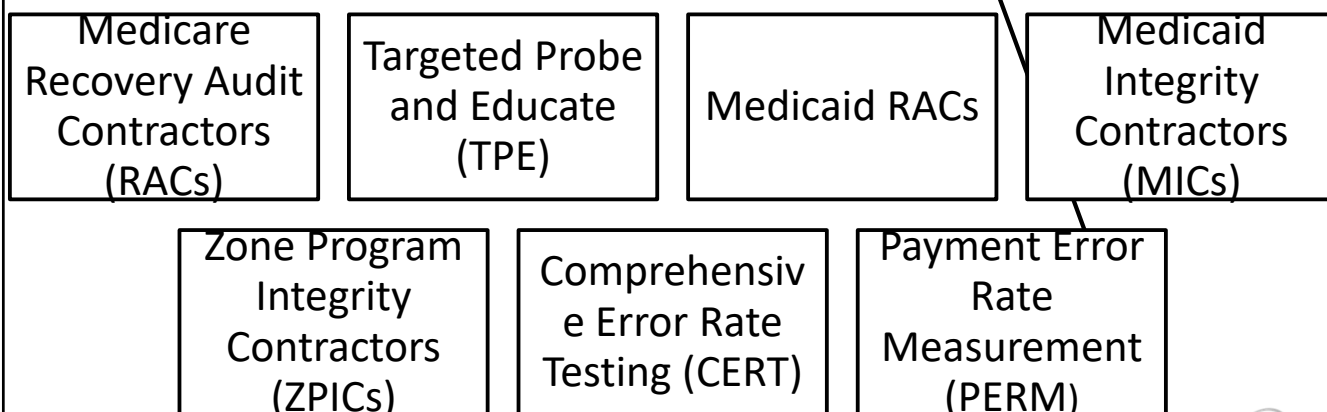 Medicare
Recovery Audit
Contractors
(RACs)
Targeted Probe
and Educate
(TPE)
Medicaid RACs
Medicaid
Integrity
Contractors
(MICs)
Zone Program
Integrity
Contractors
(ZPICs)
Comprehensiv
e Error Rate
Testing (CERT)
Payment Error
Rate
Measurement
(PERM)